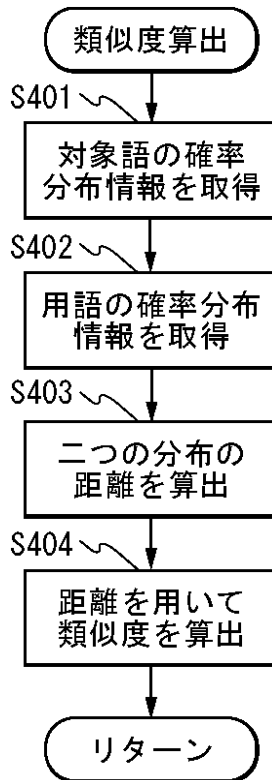 類似度算出
S401
対象語の確率
分布情報を取得
S402
用語の確率分布
情報を取得
S403
二つの分布の
距離を算出
S404
距離を用いて
類似度を算出
リターン